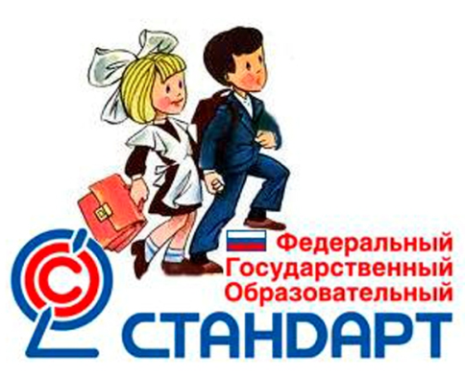 Федеральный
Государственный
Образовательный
СТАНДАРТ